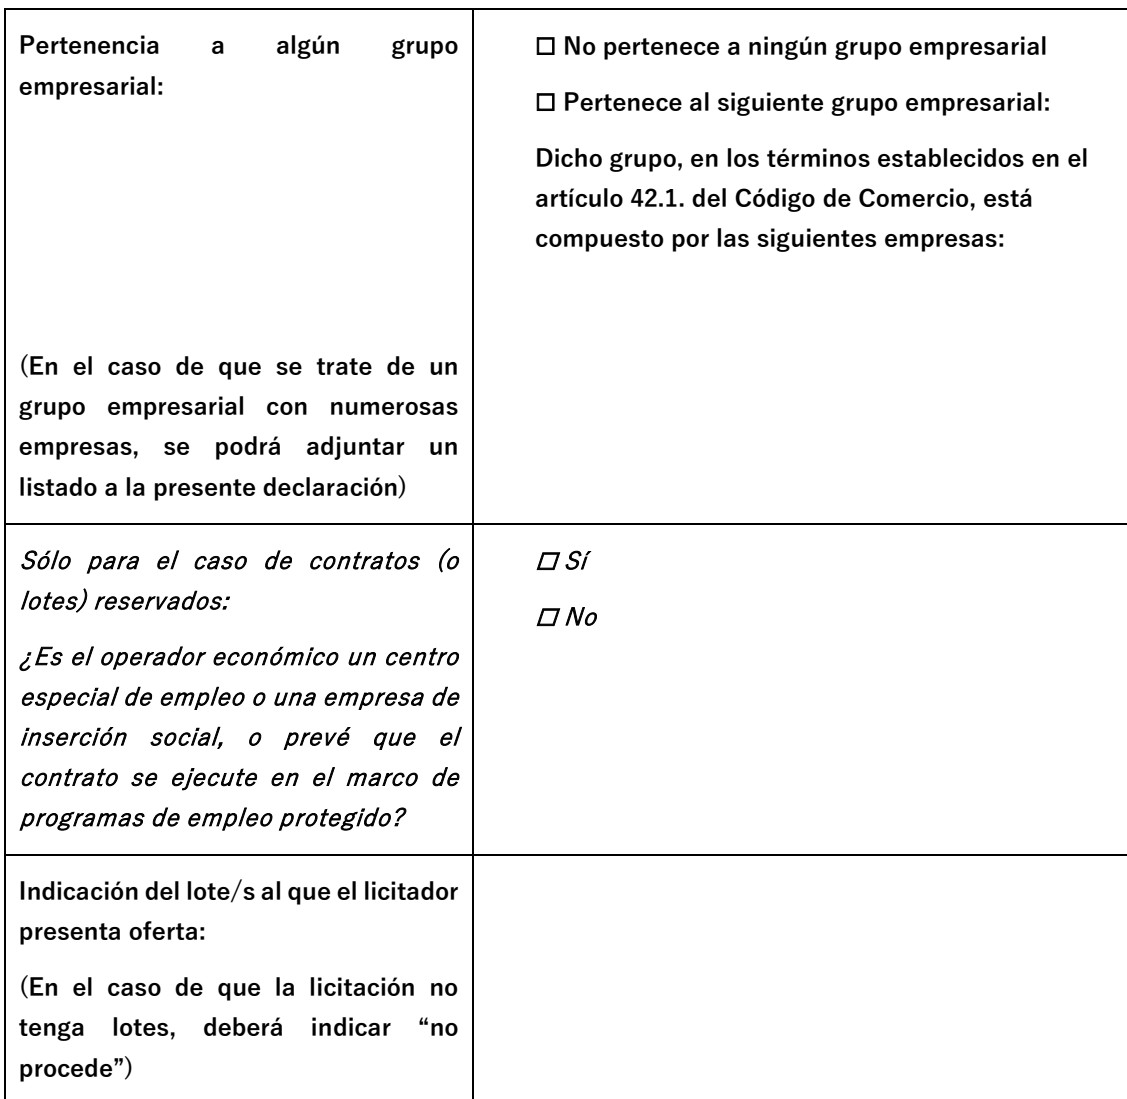 Pertenencia a algún grupo
empresarial:
(En el caso de que se trate de un
grupo empresarial con numerosas
empresas, se podrá adjuntar un
listado a la presente declaración)
☐ No pertenece a ningún grupo empresarial
☐ Pertenece al siguiente grupo empresarial:
Dicho grupo, en los términos establecidos en el
artículo 42.1. del Código de Comercio, está
compuesto por las siguientes empresas:
Sólo para el caso de contratos (o
lotes) reservados:
¿Es el operador económico un centro
especial de empleo o una empresa de
inserción social, o prevé que el
contrato se ejecute en el marco de
programas de empleo protegido?
☐ Sí
☐ No
Indicación del lote/s al que el licitador
presenta oferta:
(En el caso de que la licitación no
tenga lotes, deberá indicar “no
procede”)